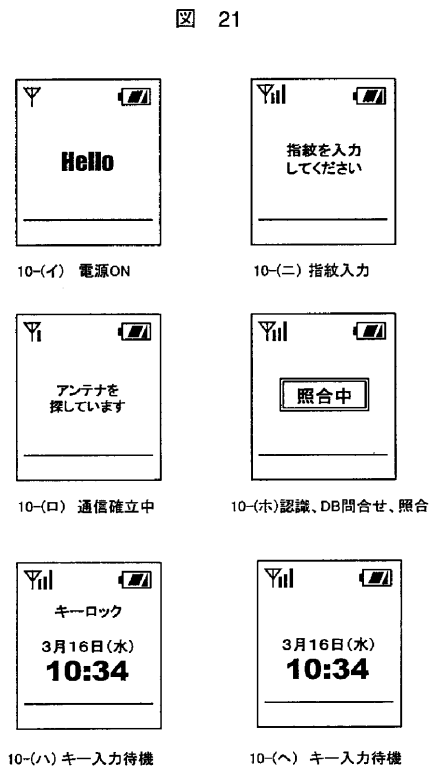 図 21
Hello
10-(イ) 電源ON
アンテナを
探しています
10-(ロ) 通信確立中
キーロック
3月16日(水)
10:34
10-(ハ) キー入力待機
指紋を入力
してください
10-(ニ) 指紋入力
照合中
10-(ホ)認識、DB問合せ、照合
3月16日(水)
10:34
10-(ヘ) キー入力待機